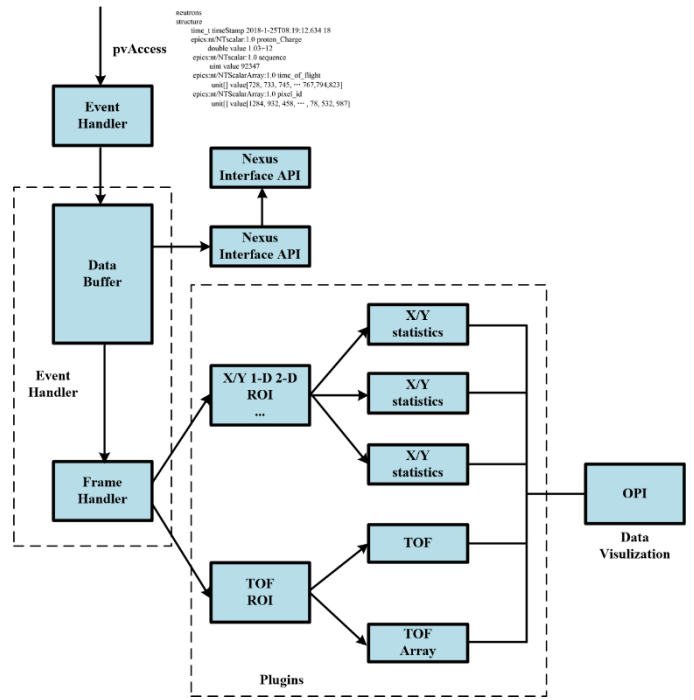 neutrons
structure
time_t timeStamp 2018-1-25T08:19:12.634 18
epics:nt/NTscalar:1.0 proton_Charge
double value 1.03+12
epics:nt/NTscalar:1.0 sequence
uint value 92347
epics:nt/NTScalarArray:1.0 time_of_flight
unit[] value[728, 733, 745, ··· 767,794,823]
epics:nt/NTScalarArray:1.0 pixel_id
unit[] value[1284, 932, 458, ··· , 78, 532, 987]
pvAccess
Event
Handler
Nexus
Interface API
Nexus
Interface API
Data
Buffer
Event
Handler
Frame
Handler
X/Y 1-D 2-D
ROI
...
TOF
ROI
X/Y
statistics
X/Y
statistics
X/Y
statistics
TOF
TOF
Array
Plugins
OPI
Data
Visulization